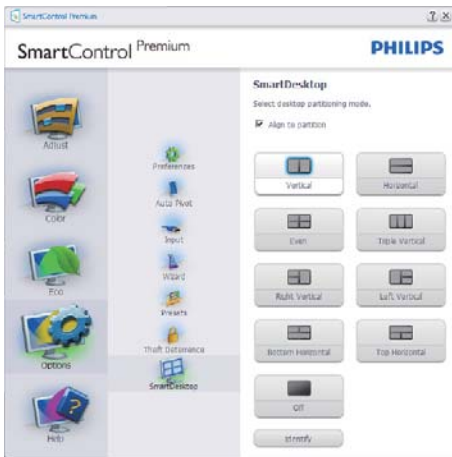 SmartControl Premium
SmartControl Premium
PHILIPS
Adjust
Color
Eco
Options
Help
Preferences
Auto Pivot
Input
Wizard
Presets
Theft Deterrence
SmartDesktop
SmartDesktop
Select desktop partitioning mode.
Align to partition
Vertical
Horizontal
Even
Triple Vertical
Right Vertical
Left Vertical
Bottom Horizontal
Top Horizontal
Off
Identify